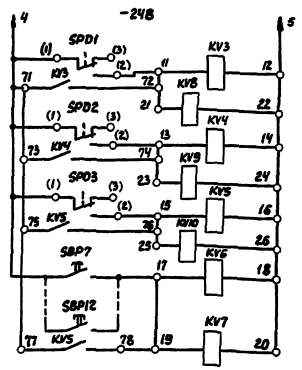 4 -24В 5
SPD1
(1) (3)
(2) 11 KV3 12
71 KV3 72 KV8
21 22
SPD2
(1) (3) KV4
(2) 13 14
73 KV4 74 KV9
23 24
SPD3
(1) (3) KV5
(2) 15 16
75 KV5 76 KV10
25 26
SBP7 17 KV6 18
SBP12
KV5 KV7
77 78 19 20